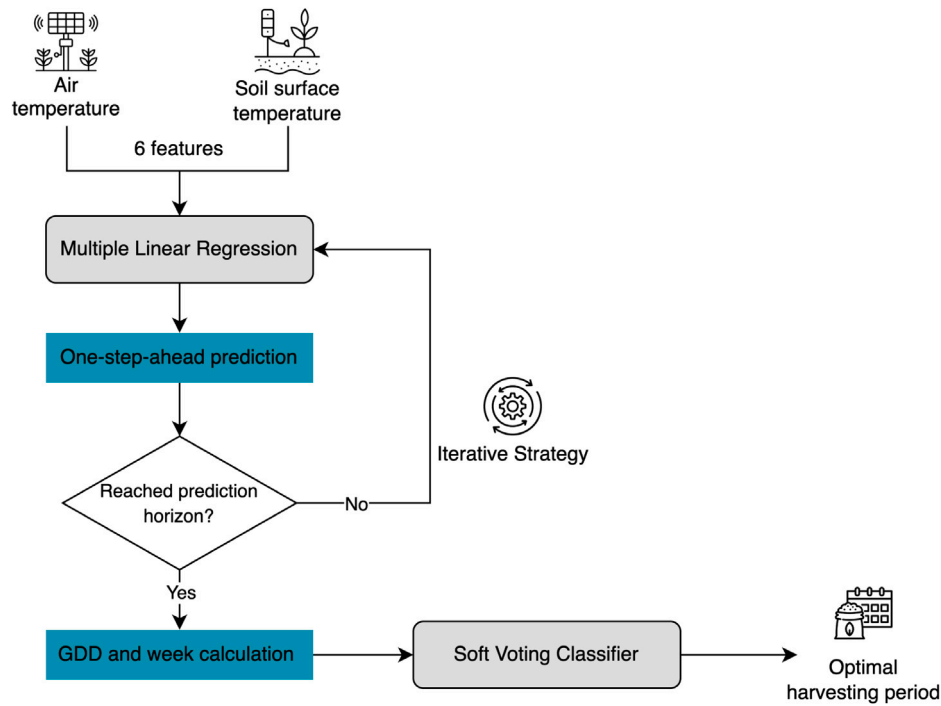 Air
temperature
Soil surface
temperature
6 features
Multiple Linear Regression
One-step-ahead prediction
Iterative Strategy
Reached prediction
horizon?
No
Yes
GDD and week calculation
Soft Voting Classifier
Optimal
harvesting period